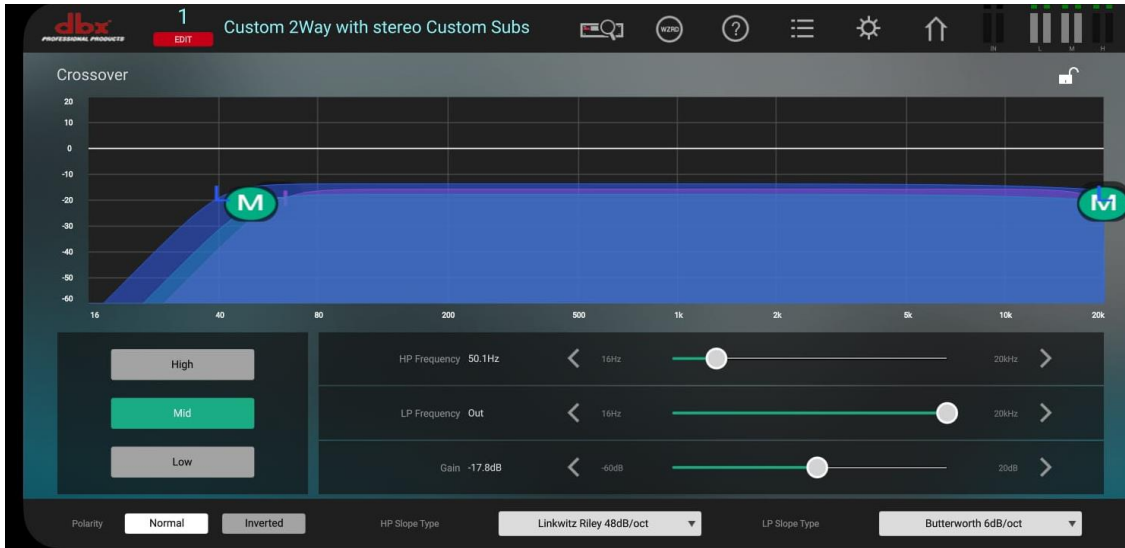 dbx
PROFESSIONAL PRODUCTS
1
EDIT
Custom 2Way with stereo Custom Subs
WZRD
?
IN
L
M
H
Crossover
20
10
0
-10
-20
-30
-40
-50
-60
L
M
M
L
16
40
80
200
500
1k
2k
5k
10k
20k
High
Mid
Low
HP Frequency 50.1Hz
16Hz
20kHz
LP Frequency Out
16Hz
20kHz
Gain -17.8dB
-60dB
20dB
Polarity
Normal
Inverted
HP Slope Type
Linkwitz Riley 48dB/oct
LP Slope Type
Butterworth 6dB/oct